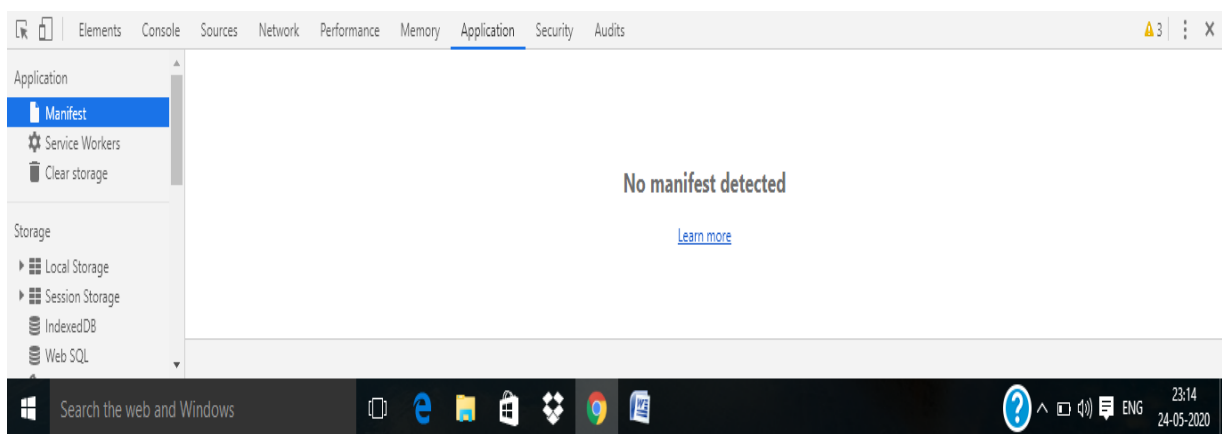 Elements Console Sources Network Performance Memory Application Security Audits 3
Application
Manifest
Service Workers
Clear storage
Storage
Local Storage
Session Storage
IndexedDB
Web SQL
No manifest detected
Learn more
Search the web and Windows
ENG
23:14
24-05-2020